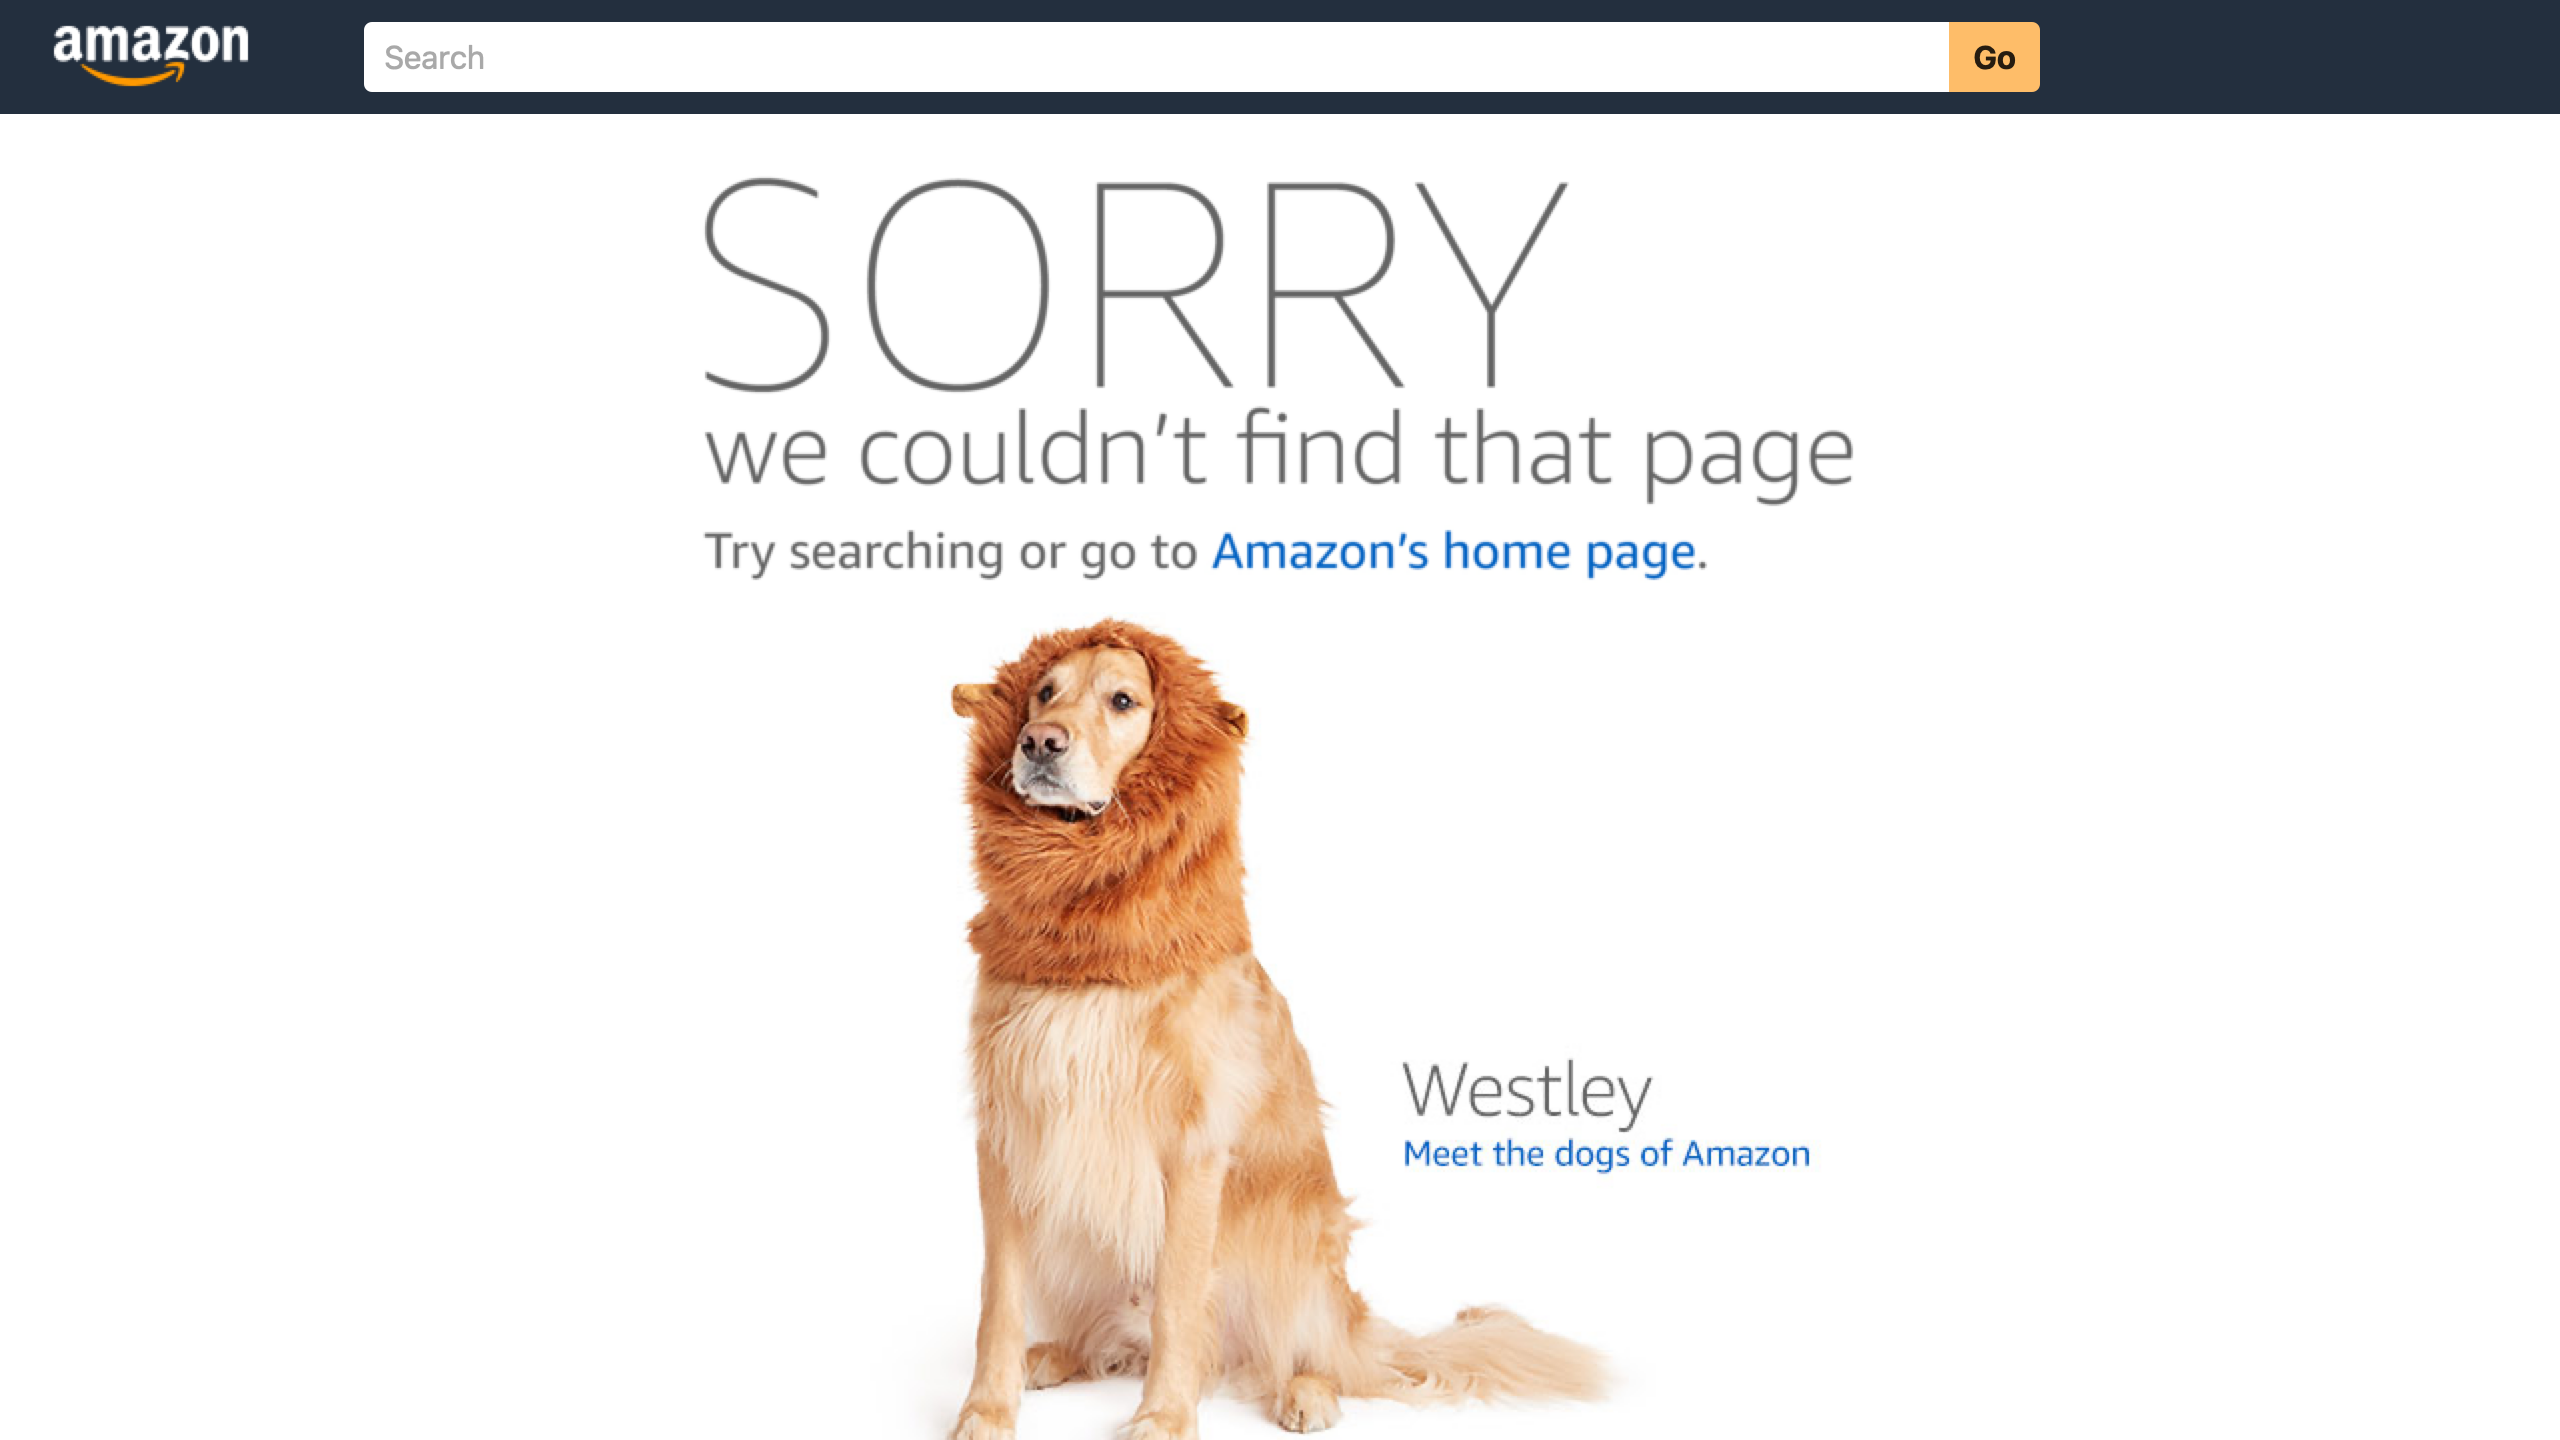 amazon
Search
Go
SORRY
we couldn't find that page
Try searching or go to Amazon's home page.
Westley
Meet the dogs of Amazon